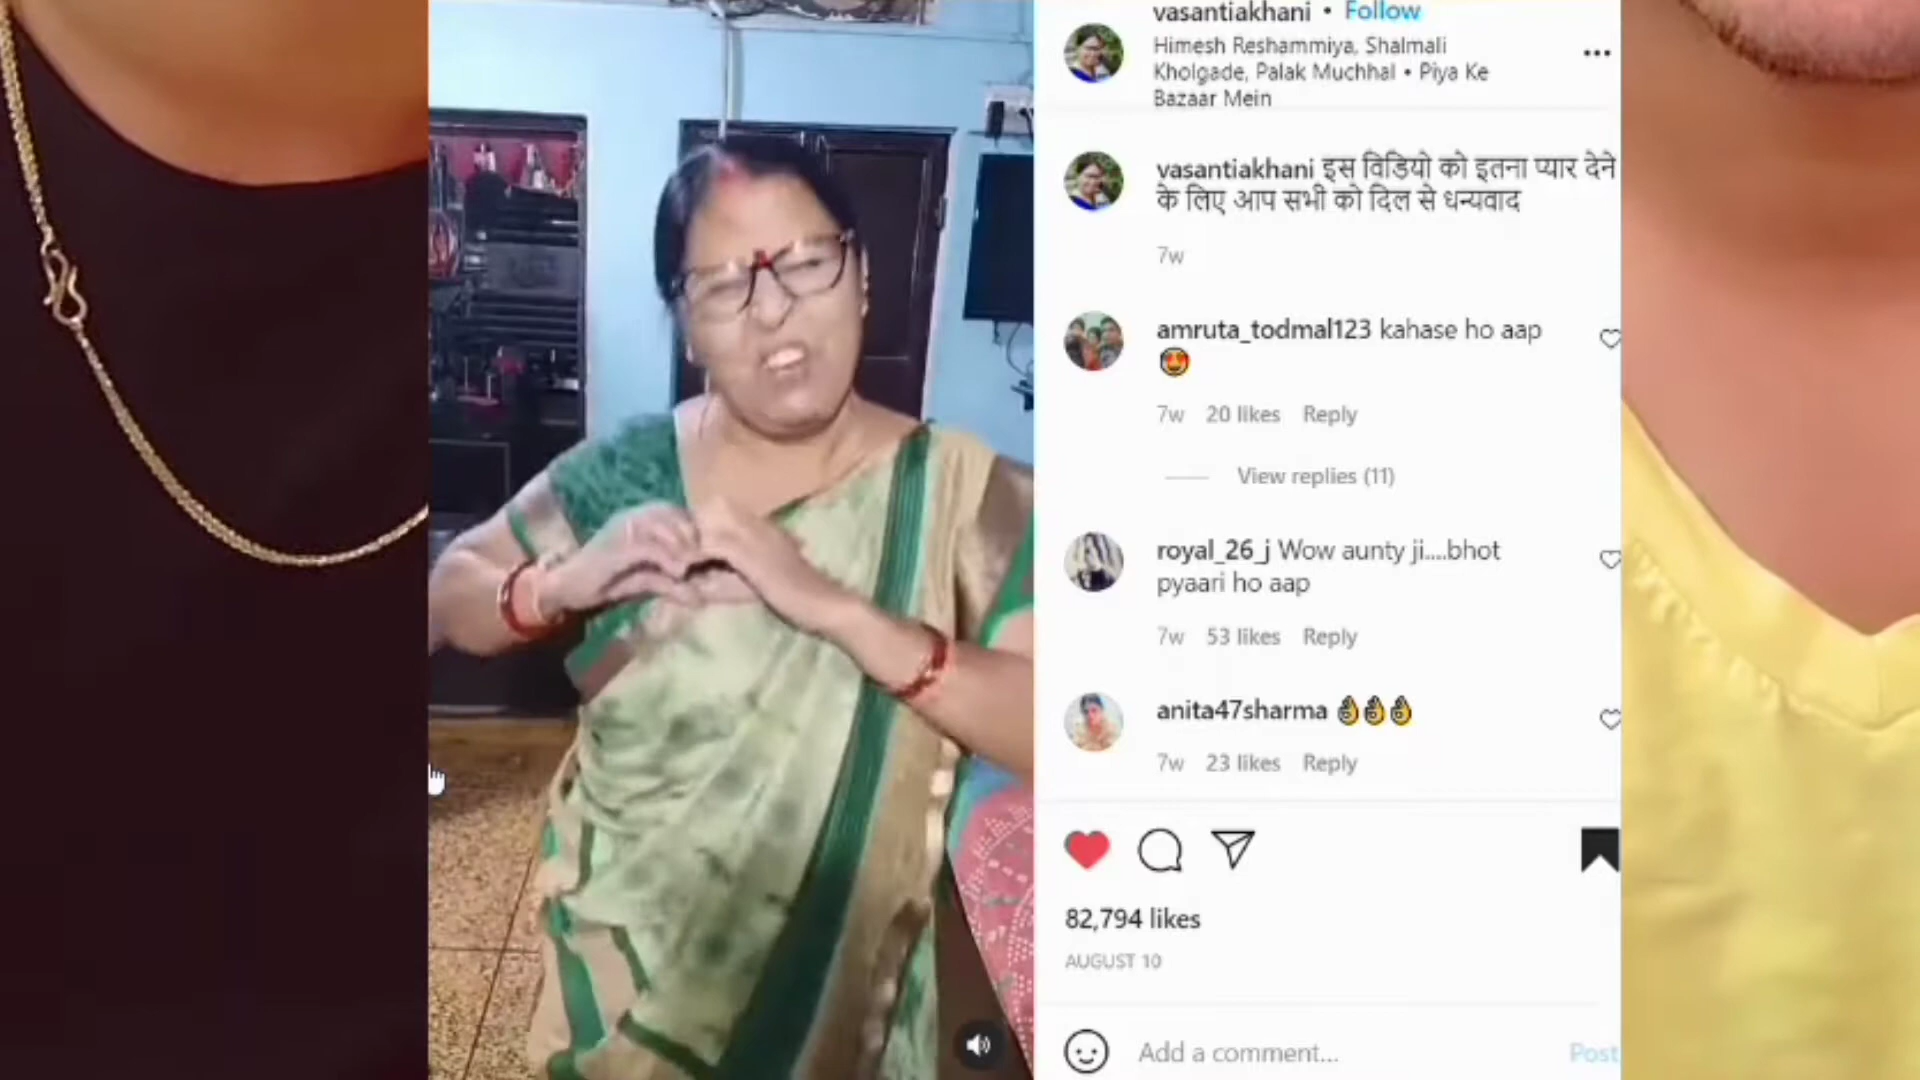 vasantiakhani • Follow
Himesh Reshammiya, Shalmali
Kholgade, Palak Muchhal • Piya Ke
Bazaar Mein
vasantiakhani इस विडियो को इतना प्यार देने
के लिए आप सभी को दिल से धन्यवाद
7w
amruta_todmal123 kahase ho aap
😍
7w 20 likes Reply
View replies (11)
royal_26_j Wow aunty ji....bhot
pyaari ho aap
7w 53 likes Reply
anita47sharma 👌👌👌
7w 23 likes Reply
82,794 likes
AUGUST 10
Add a comment... Post